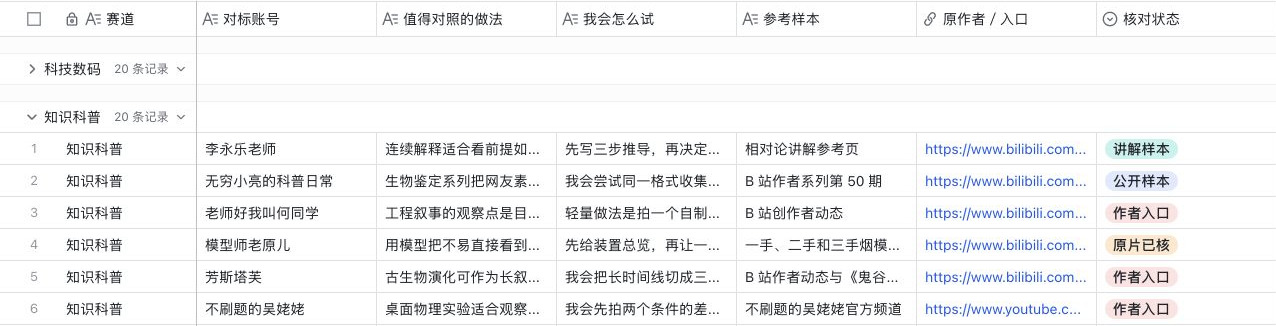 赛道 对标账号 值得对照的做法 我会怎么试 参考样本 原作者 / 入口 核对状态
科技数码 20 条记录
知识科普 20 条记录
1 知识科普 李永乐老师 连续解释适合看前提如... 先写三步推导，再决定... 相对论讲解参考页 https://www.bilibili.com... 讲解样本
2 知识科普 无穷小亮的科普日常 生物鉴定系列把网友素... 我会尝试同一格式收集... B 站作者系列第 50 期 https://www.bilibili.com... 公开样本
3 知识科普 老师好我叫何同学 工程叙事的观察点是目... 轻量做法是拍一个自制... B 站创作者动态 https://www.bilibili.com... 作者入口
4 知识科普 模型师老原儿 用模型把不易直接看到... 先给装置总览，再让一... 一手、二手和三手烟模... https://www.bilibili.com... 原片已核
5 知识科普 芳斯塔芙 古生物演化可作为长叙... 我会把长时间线切成三... B 站作者动态与《鬼谷... https://www.bilibili.com... 作者入口
6 知识科普 不刷题的吴姥姥 桌面物理实验适合观察... 我会先拍两个条件的差... 不刷题的吴姥姥官方频道 https://www.youtube.c... 作者入口